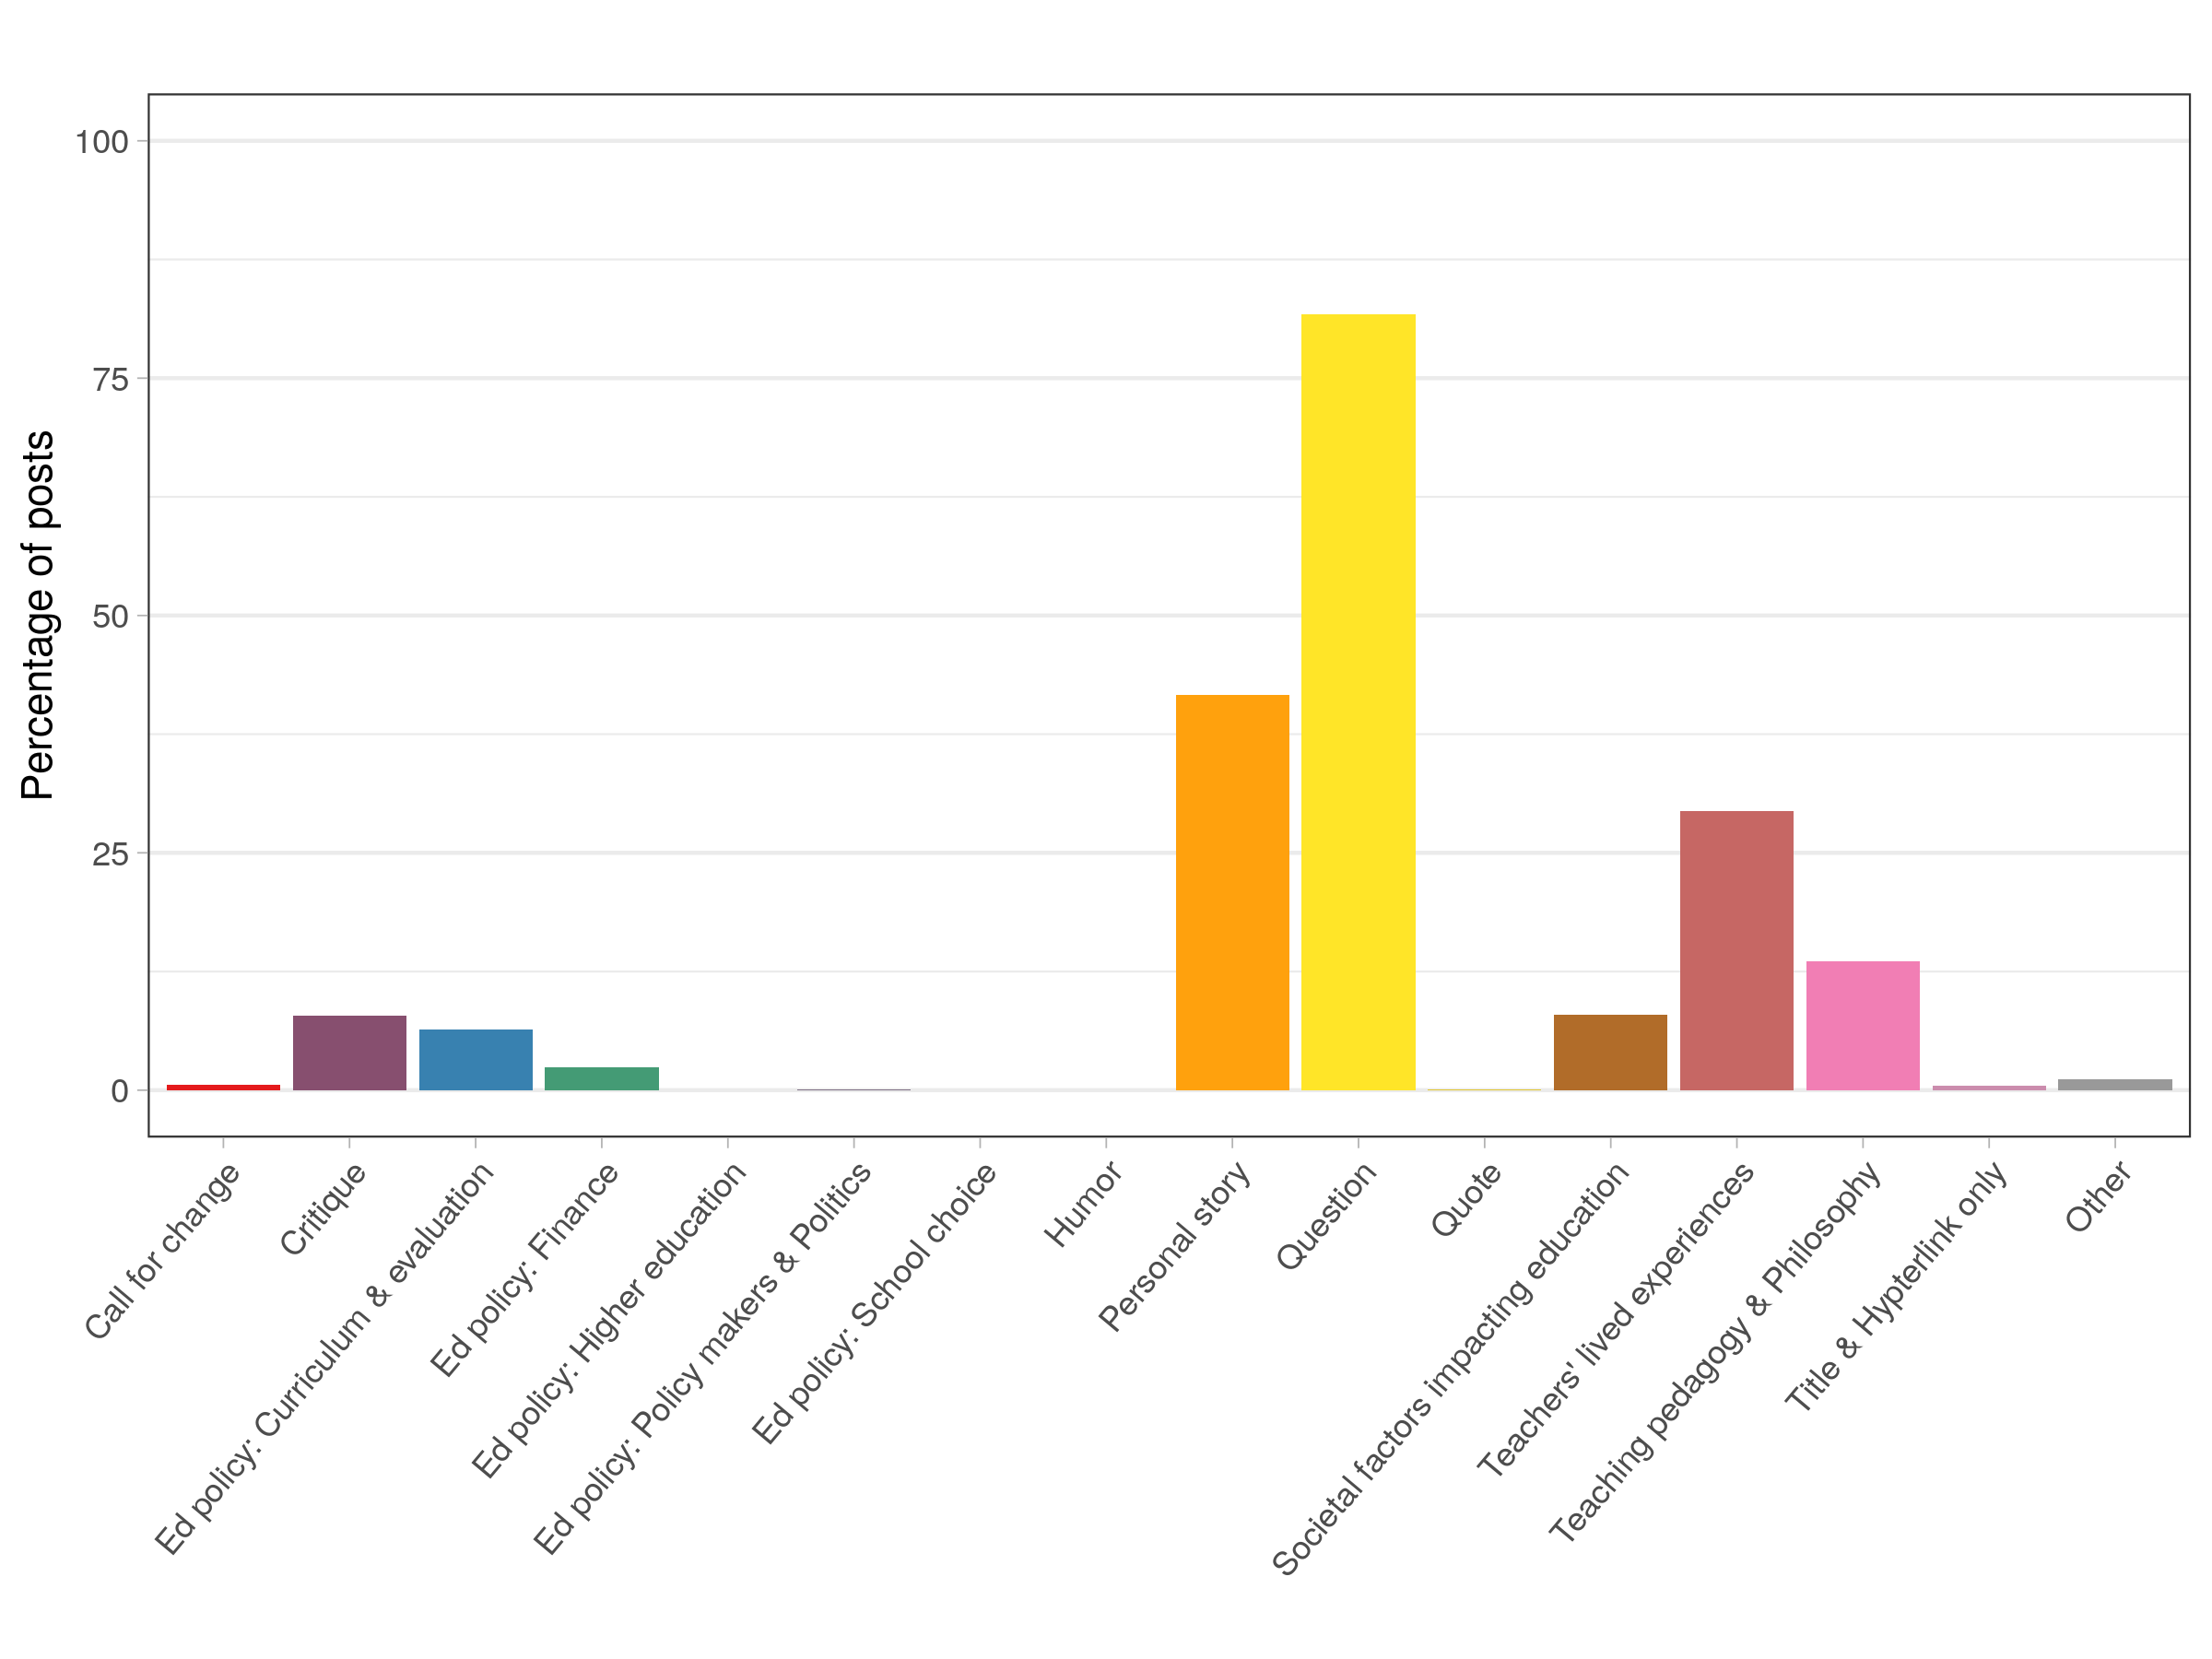 Percentage of posts
100
75
50
25
0
Call for change
Critique
Ed policy: Curriculum & evaluation
Ed policy: Finance
Ed policy: Higher education
Ed policy: Policy makers & Politics
Ed policy: School choice
Humor
Personal story
Question
Quote
Societal factors impacting education
Teachers' lived experiences
Teaching pedagogy & Philosophy
Title & Hypterlink only
Other